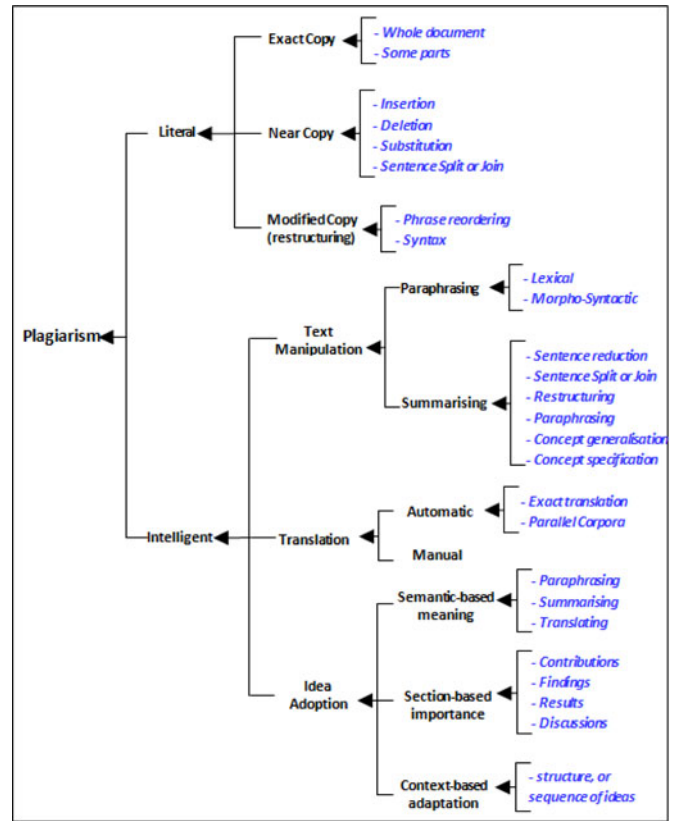 Exact Copy
- Whole document
- Some parts
Literal
Near Copy
- Insertion
- Deletion
- Substitution
- Sentence Split or Join
Modified Copy
(restructuring)
- Phrase reordering
- Syntax
Plagiarism
Text
Manipulation
Paraphrasing
- Lexical
- Morpho-Syntactic
Summarising
- Sentence reduction
- Sentence Split or Join
- Restructuring
- Paraphrasing
- Concept generalisation
- Concept specification
Intelligent
Translation
Automatic
- Exact translation
- Parallel Corpora
Manual
Idea
Adoption
Semantic-based
meaning
- Paraphrasing
- Summarising
- Translating
Section-based
importance
- Contributions
- Findings
- Results
- Discussions
Context-based
adaptation
- structure, or
sequence of ideas